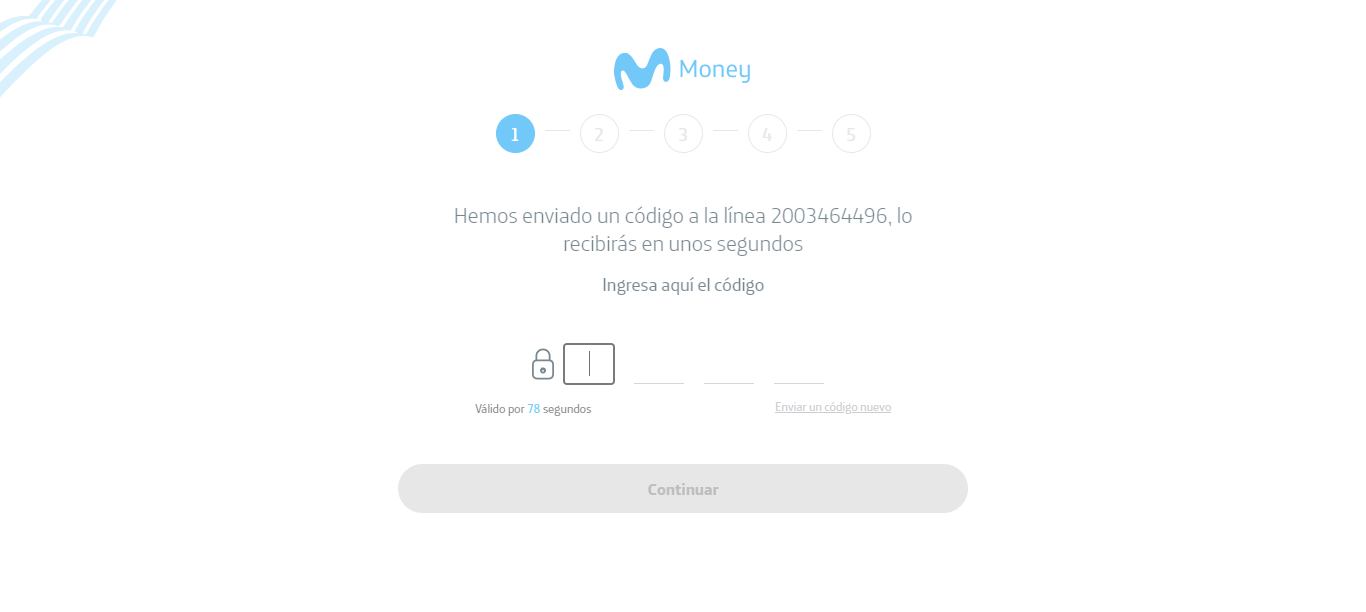 Money
1 2 3 4 5
Hemos enviado un código a la línea 2003464496, lo
recibirás en unos segundos
Ingresa aquí el código
Válido por 78 segundos
Enviar un código nuevo
Continuar